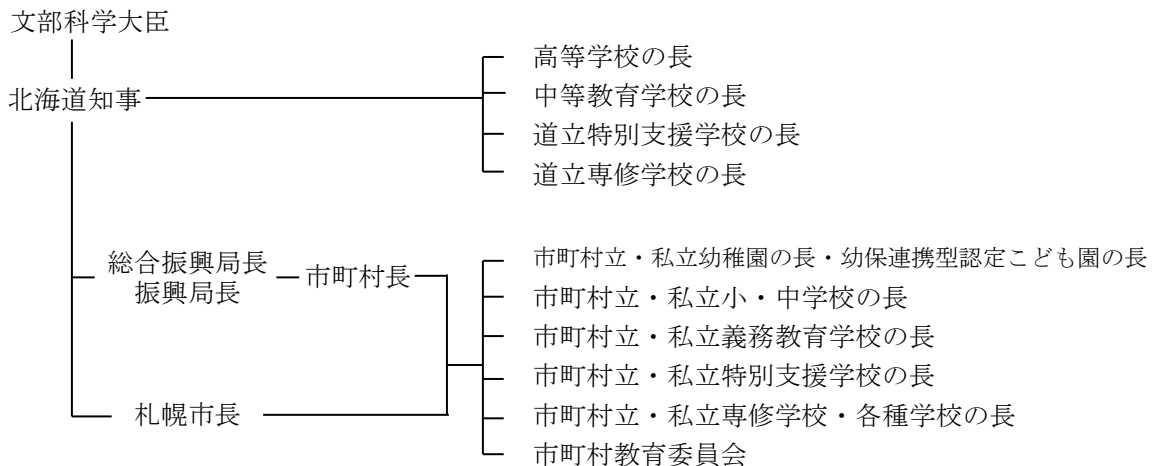 文部科学大臣
北海道知事
高等学校の長
中等教育学校の長
道立特別支援学校の長
道立専修学校の長
総合振興局長
振興局長
市町村長
札幌市長
市町村立・私立幼稚園の長・幼保連携型認定こども園の長
市町村立・私立小・中学校の長
市町村立・私立義務教育学校の長
市町村立・私立特別支援学校の長
市町村立・私立専修学校・各種学校の長
市町村教育委員会